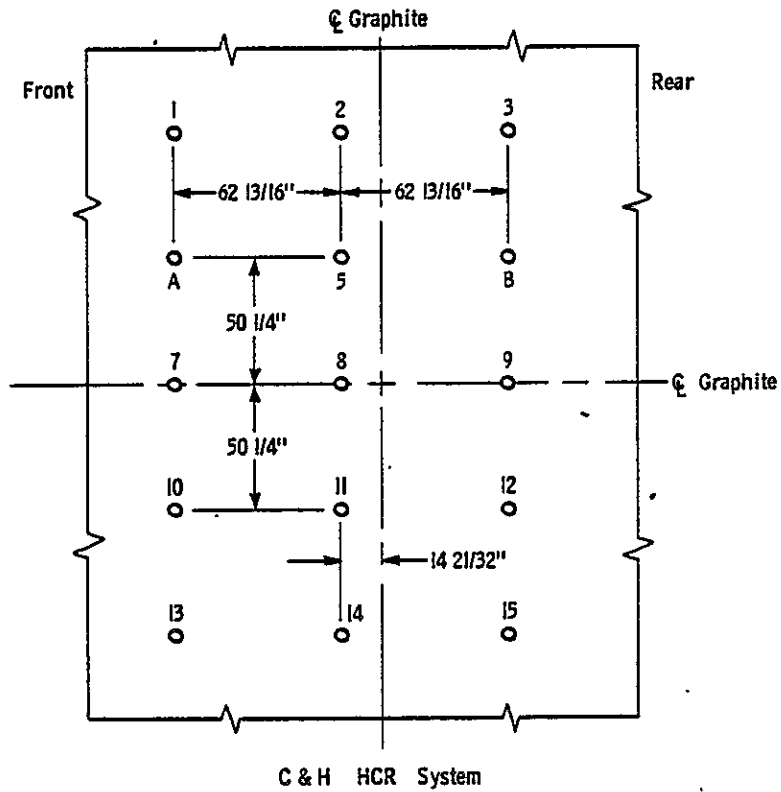 ℄ Graphite
Front
Rear
1 2 3
62 13/16" 62 13/16"
A 5 B
50 1/4"
7 8 9
℄ Graphite
50 1/4"
10 11 12
14 21/32"
13 14 15
C & H HCR System